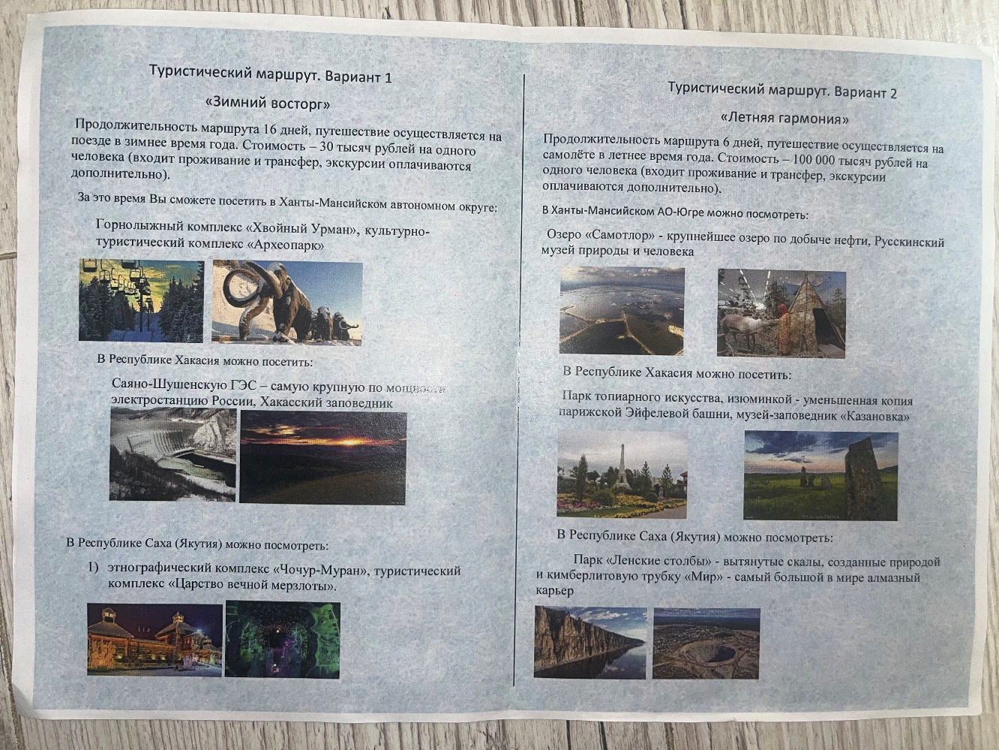 Туристический маршрут. Вариант 1
«Зимний восторг»
Продолжительность маршрута 16 дней, путешествие осуществляется на
поезде в зимнее время года. Стоимость – 30 тысяч рублей на одного
человека (входит проживание и трансфер, экскурсии оплачиваются
дополнительно).
За это время Вы сможете посетить в Ханты-Мансийском автономном округе:
Горнолыжный комплекс «Хвойный Урман», культурно-
туристический комплекс «Археопарк»
В Республике Хакасия можно посетить:
Саяно-Шушенскую ГЭС – самую крупную по мощности
электростанцию России, Хакасский заповедник
В Республике Саха (Якутия) можно посмотреть:
1) этнографический комплекс «Чочур-Муран», туристический
комплекс «Царство вечной мерзлоты».
Туристический маршрут. Вариант 2
«Летняя гармония»
Продолжительность маршрута 6 дней, путешествие осуществляется на
самолёте в летнее время года. Стоимость – 100 000 тысяч рублей на
одного человека (входит проживание и трансфер, экскурсии
оплачиваются дополнительно).
В Ханты-Мансийском АО-Югре можно посмотреть:
Озеро «Самотлор» - крупнейшее озеро по добыче нефти, Русскинский
музей природы и человека
В Республике Хакасия можно посетить:
Парк топиарного искусства, изюминкой - уменьшенная копия
парижской Эйфелевой башни, музей-заповедник «Казановка»
В Республике Саха (Якутия) можно посмотреть:
Парк «Ленские столбы» - вытянутые скалы, созданные природой
и кимберлитовую трубку «Мир» - самый большой в мире алмазный
карьер